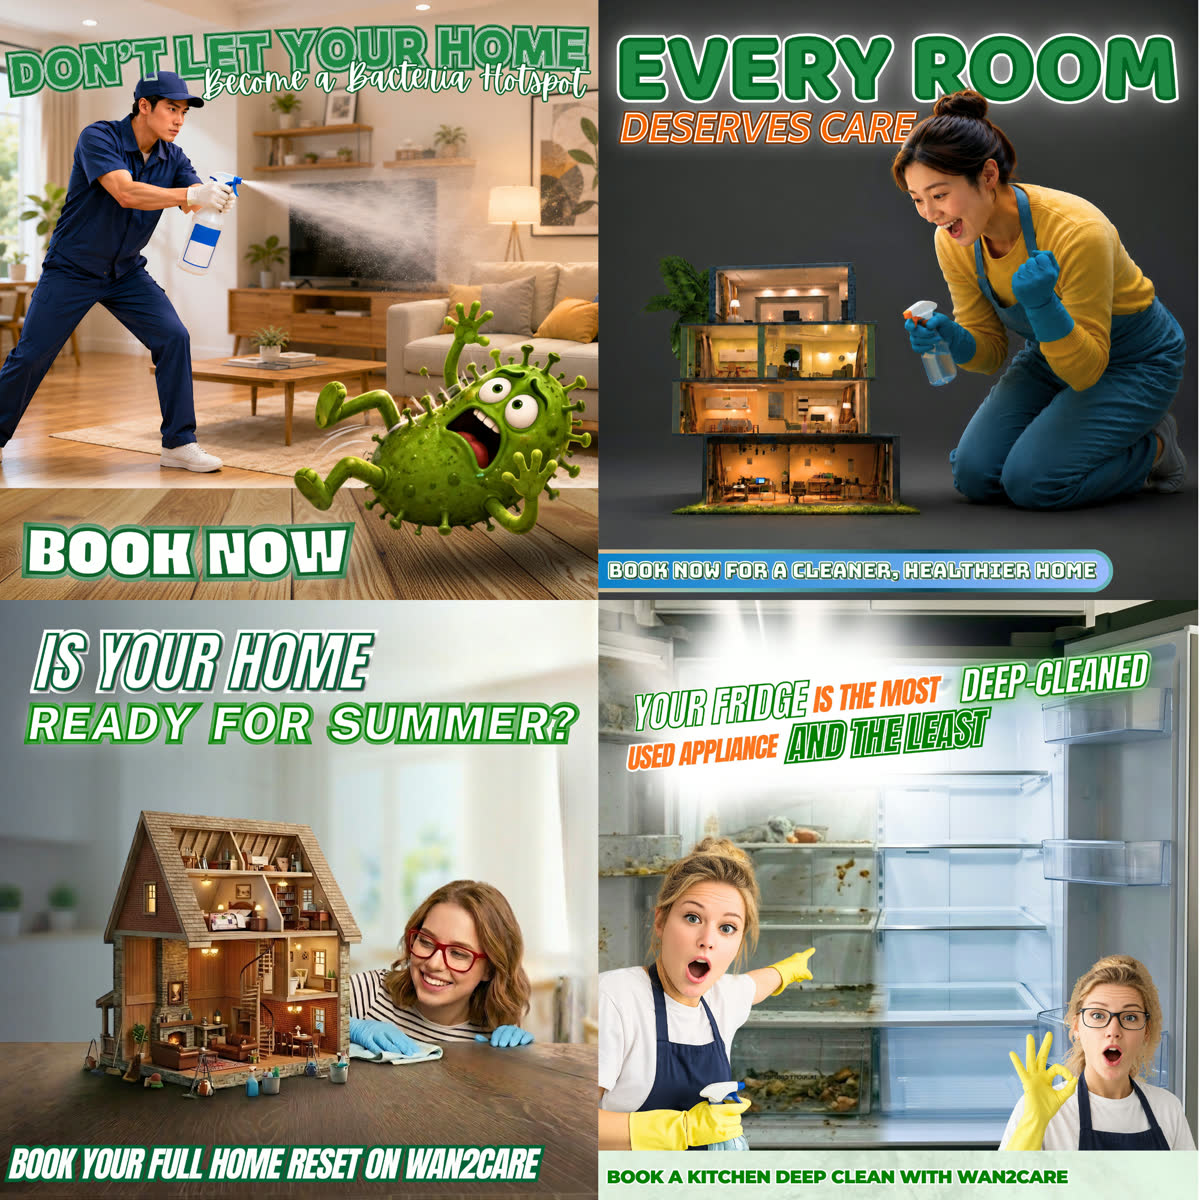 DON'T LET YOUR HOME
Become a Bacteria Hotspot
BOOK NOW
EVERY ROOM
DESERVES CARE
BOOK NOW FOR A CLEANER, HEALTHIER HOME
IS YOUR HOME
READY FOR SUMMER?
BOOK YOUR FULL HOME RESET ON WAN2CARE
YOUR FRIDGE IS THE MOST DEEP-CLEANED
USED APPLIANCE AND THE LEAST
BOOK A KITCHEN DEEP CLEAN WITH WAN2CARE